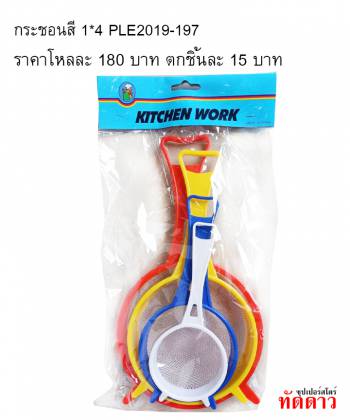 กระชอนสี 1*4 PLE2019-197
ราคาโหลละ 180 บาท ตกชิ้นละ 15 บาท
KITCHEN WORK
ซุปเปอร์สโตร์
ทัดดาว